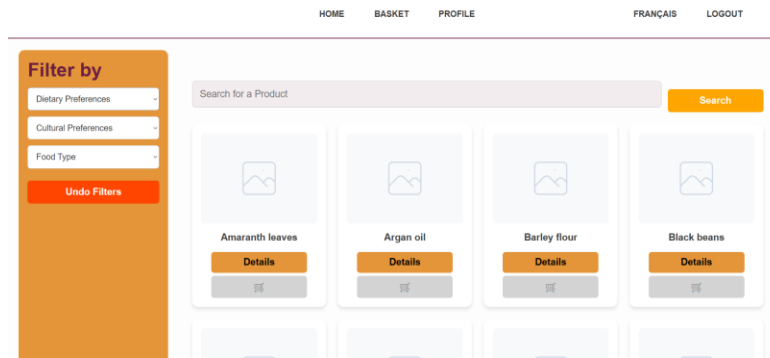 HOME BASKET PROFILE FRANÇAIS LOGOUT
Filter by
Dietary Preferences
Cultural Preferences
Food Type
Undo Filters
Search for a Product
Search
Amaranth leaves
Details
Argan oil
Details
Barley flour
Details
Black beans
Details